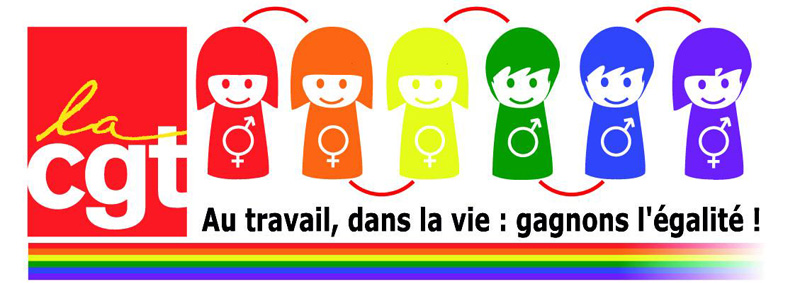 la
cgt
Au travail, dans la vie : gagnons l'égalité !